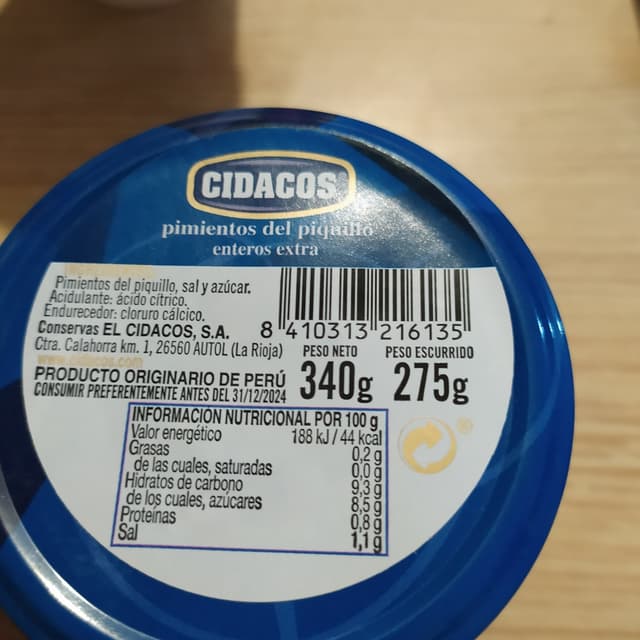 CIDACOS
pimientos del piquillo
enteros extra
Pimientos del piquillo, sal y azúcar.
Acidulante: ácido cítrico.
Endurecedor: cloruro cálcico.
Conservas EL CIDACOS, S.A.
Ctra. Calahorra km. 1, 26560 AUTOL (La Rioja)
www.cidacos.com
PRODUCTO ORIGINARIO DE PERÚ
CONSUMIR PREFERENTEMENTE ANTES DEL 31/12/2024
8 410313 216135
PESO NETO PESO ESCURRIDO
340g 275g
INFORMACIÓN NUTRICIONAL POR 100 g
Valor energético 188 kJ / 44 kcal
Grasas 0,2 g
de las cuales, saturadas 0,0 g
Hidratos de carbono 9,3 g
de los cuales, azúcares 8,5 g
Proteínas 0,8 g
Sal 1,1 g
®